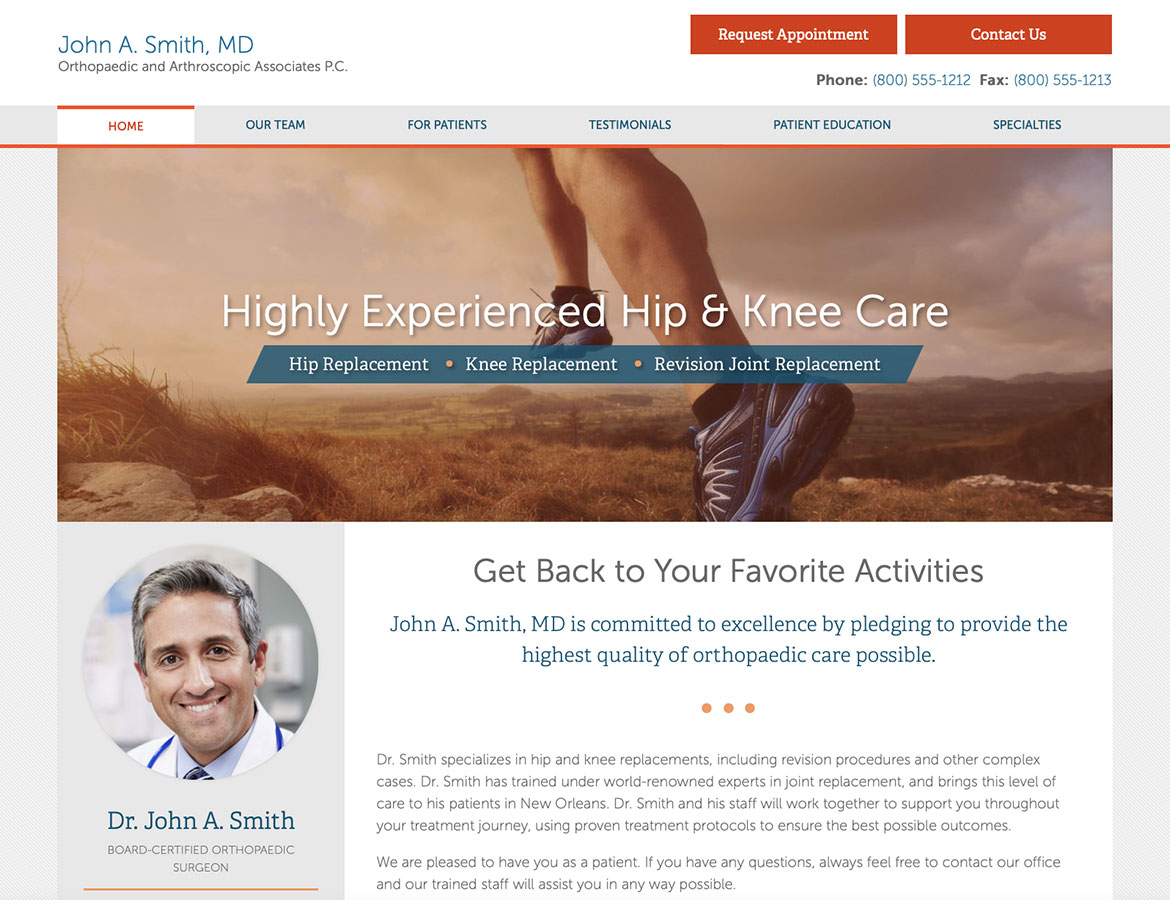 John A. Smith, MD
Orthopaedic and Arthroscopic Associates P.C.
Request Appointment
Contact Us
Phone: (800) 555-1212 Fax: (800) 555-1213
HOME
OUR TEAM
FOR PATIENTS
TESTIMONIALS
PATIENT EDUCATION
SPECIALTIES
Highly Experienced Hip & Knee Care
Hip Replacement • Knee Replacement • Revision Joint Replacement
Dr. John A. Smith
BOARD-CERTIFIED ORTHOPAEDIC
SURGEON
Get Back to Your Favorite Activities
John A. Smith, MD is committed to excellence by pledging to provide the
highest quality of orthopaedic care possible.
Dr. Smith specializes in hip and knee replacements, including revision procedures and other complex
cases. Dr. Smith has trained under world-renowned experts in joint replacement, and brings this level of
care to his patients in New Orleans. Dr. Smith and his staff will work together to support you throughout
your treatment journey, using proven treatment protocols to ensure the best possible outcomes.
We are pleased to have you as a patient. If you have any questions, always feel free to contact our office
and our trained staff will assist you in any way possible.